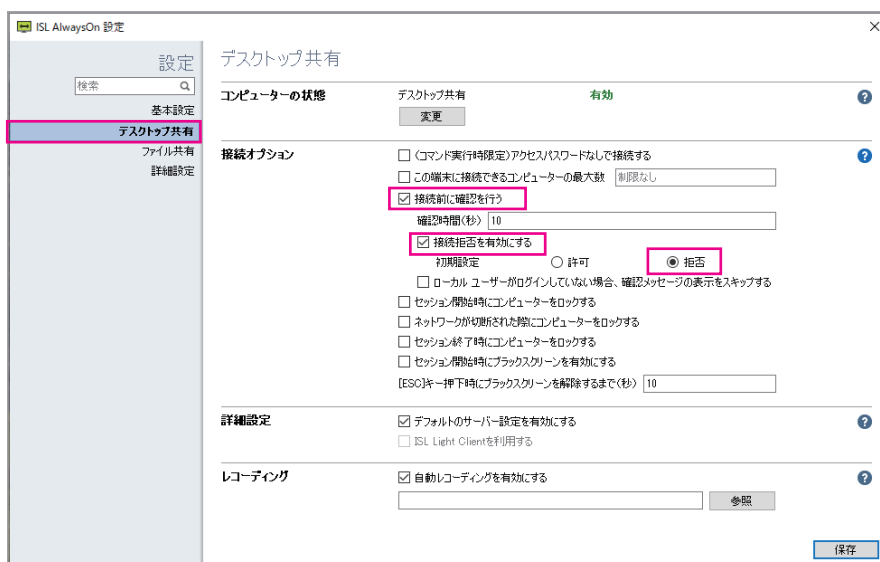 ISL AlwaysOn 設定
設定
検索
基本設定
デスクトップ共有
ファイル共有
詳細設定
デスクトップ共有
コンピューターの状態
デスクトップ共有 有効
変更
接続オプション
(コマンド実行時限定)アクセスパスワードなしで接続する
この端末に接続できるコンピューターの最大数 制限なし
接続前に確認を行う
確認時間(秒) 10
接続拒否を有効にする
初期設定 許可 拒否
ローカル ユーザーがログインしていない場合、確認メッセージの表示をスキップする
セッション開始時にコンピューターをロックする
ネットワークが切断された際にコンピューターをロックする
セッション終了時にコンピューターをロックする
セッション開始時にブラックスクリーンを有効にする
[ESC]キー押下時にブラックスクリーンを解除するまで(秒) 10
詳細設定
デフォルトのサーバー設定を有効にする
ISL Light Clientを利用する
レコーディング
自動レコーディングを有効にする
参照
保存